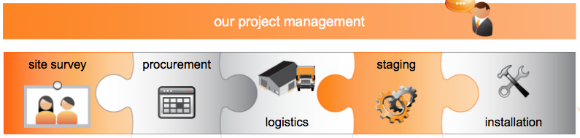 our project management
site survey
procurement
logistics
staging
installation